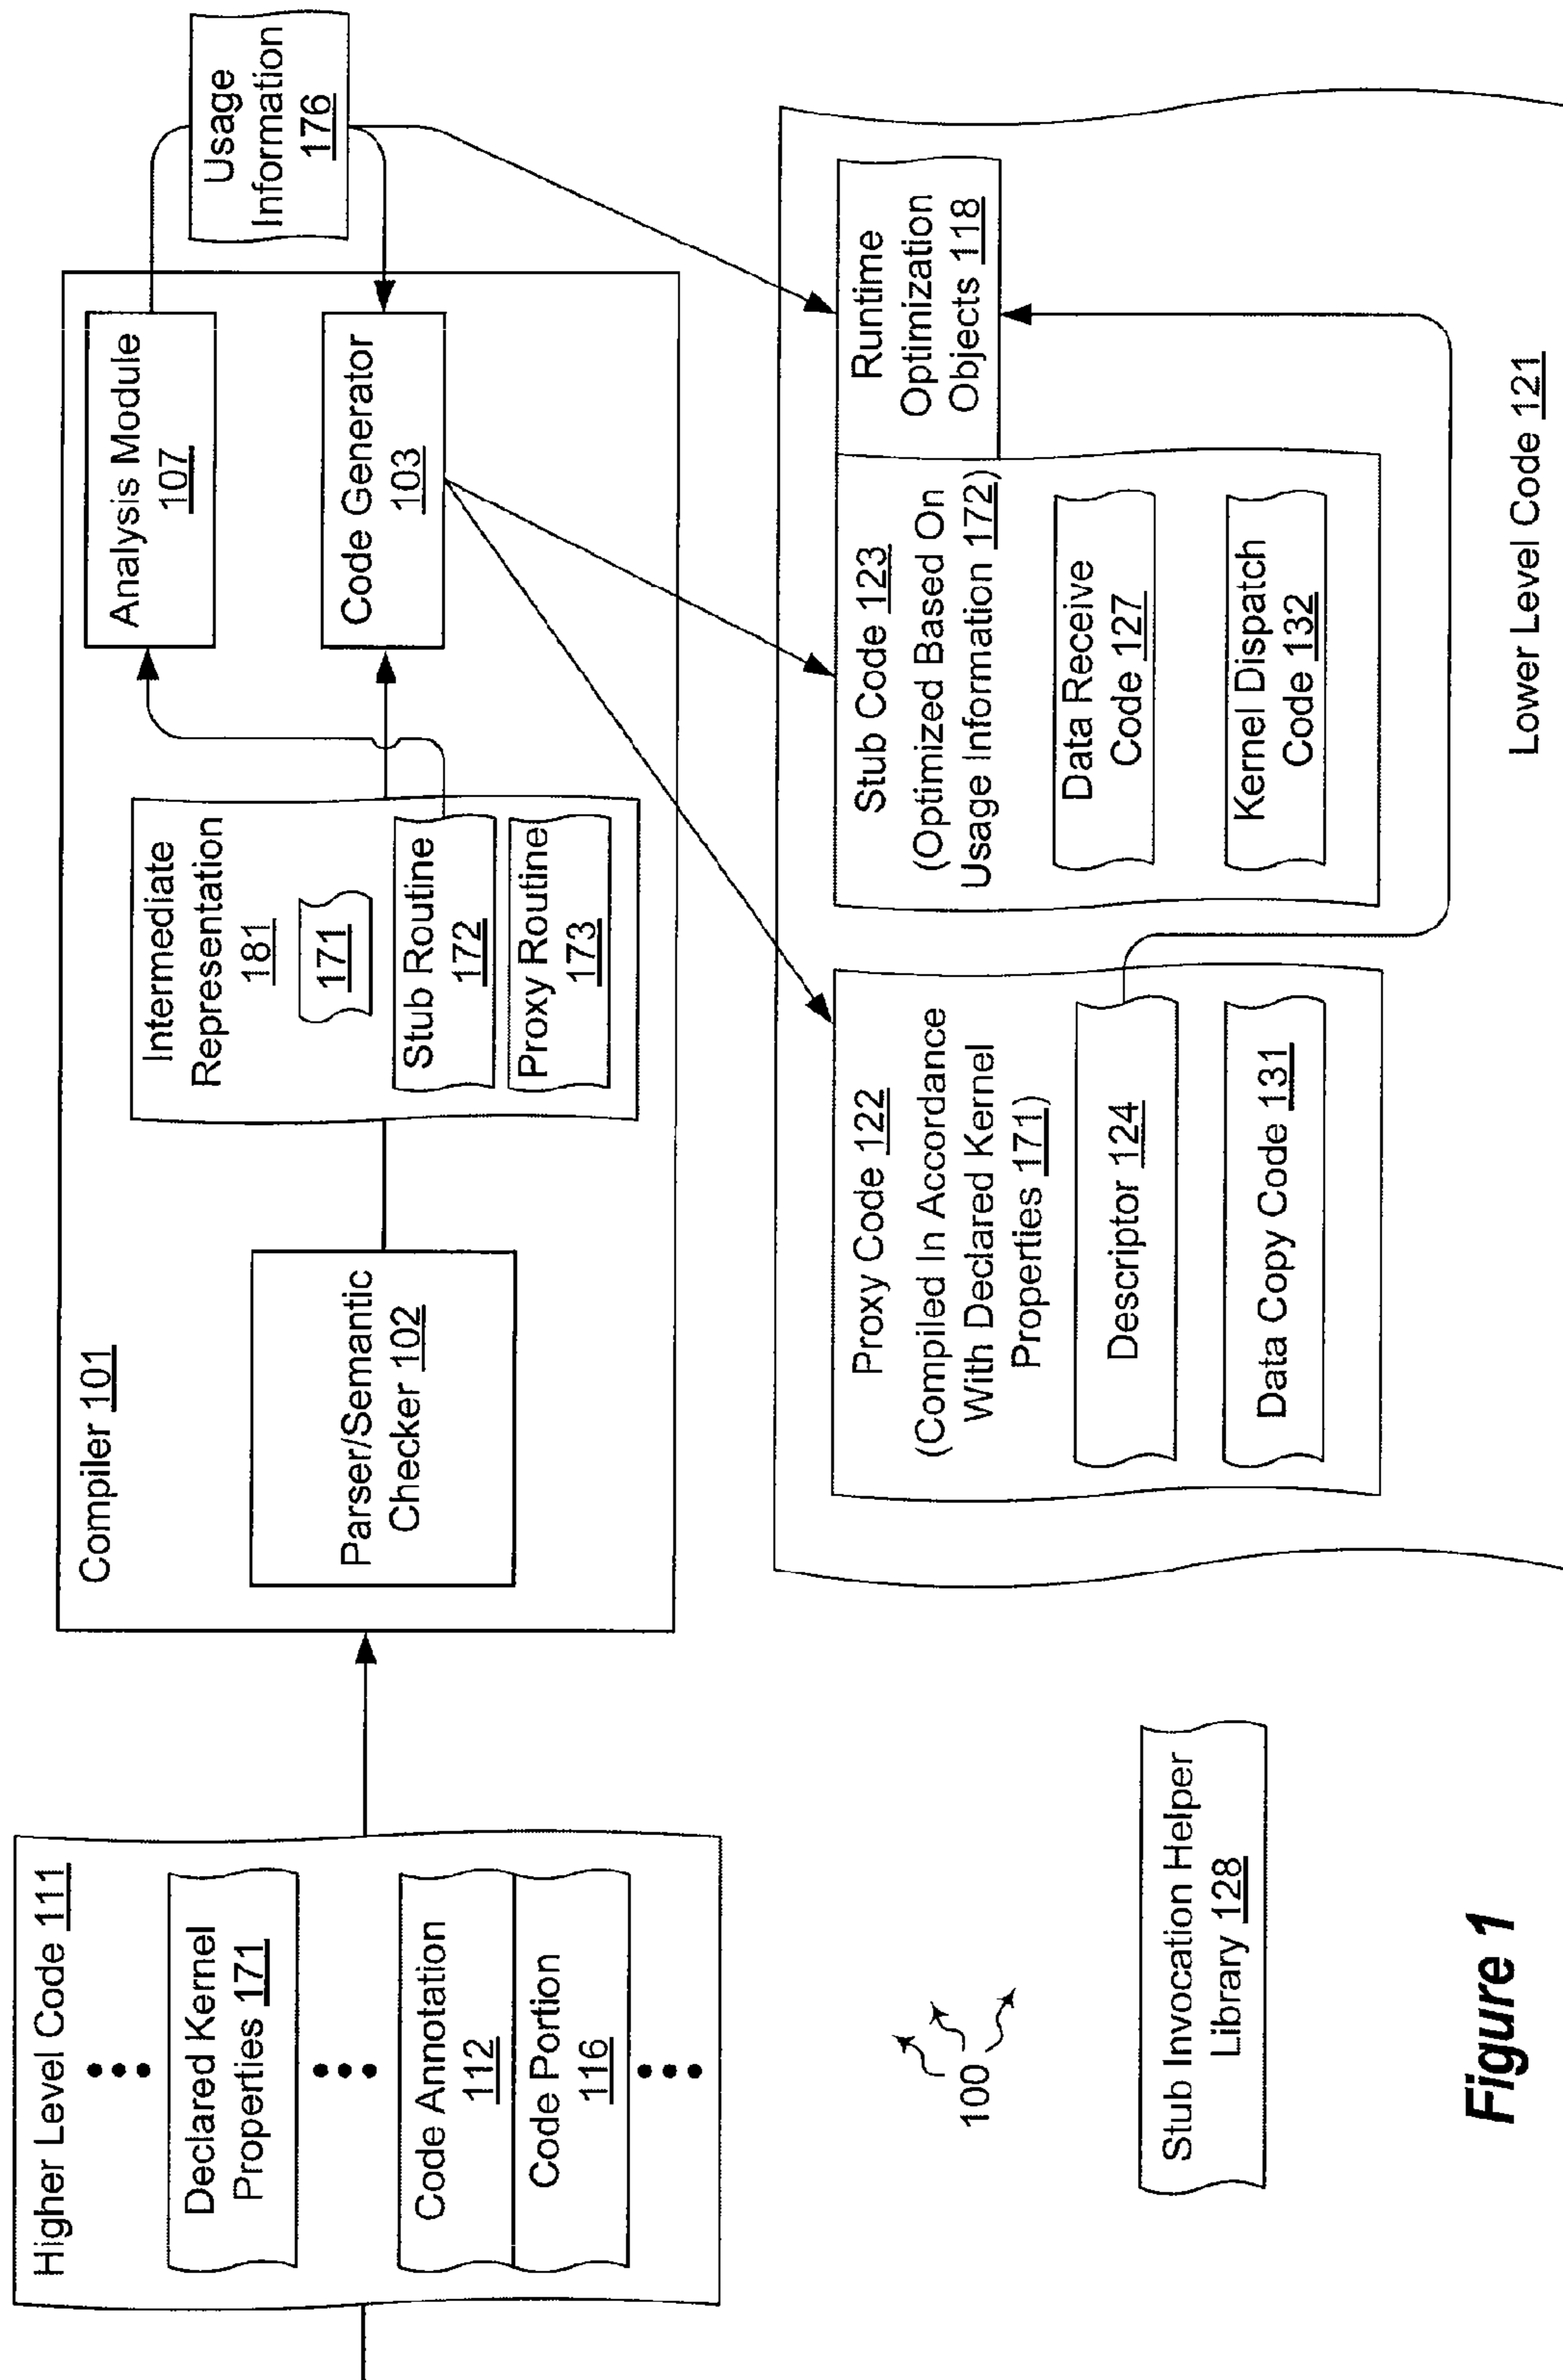 Higher Level Code 111
Declared Kernel
Properties 171
Code Annotation
112
Code Portion
116
Compiler 101
Parser/Semantic
Checker 102
Intermediate
Representation
181
171
Stub Routine
172
Proxy Routine
173
Analysis Module
107
Code Generator
103
Usage
Information
176
100
Stub Invocation Helper
Library 128
Proxy Code 122
(Compiled In Accordance
With Declared Kernel
Properties 171)
Descriptor 124
Data Copy Code 131
Stub Code 123
(Optimized Based On
Usage Information 172)
Data Receive
Code 127
Kernel Dispatch
Code 132
Runtime
Optimization
Objects 118
Lower Level Code 121
Figure 1